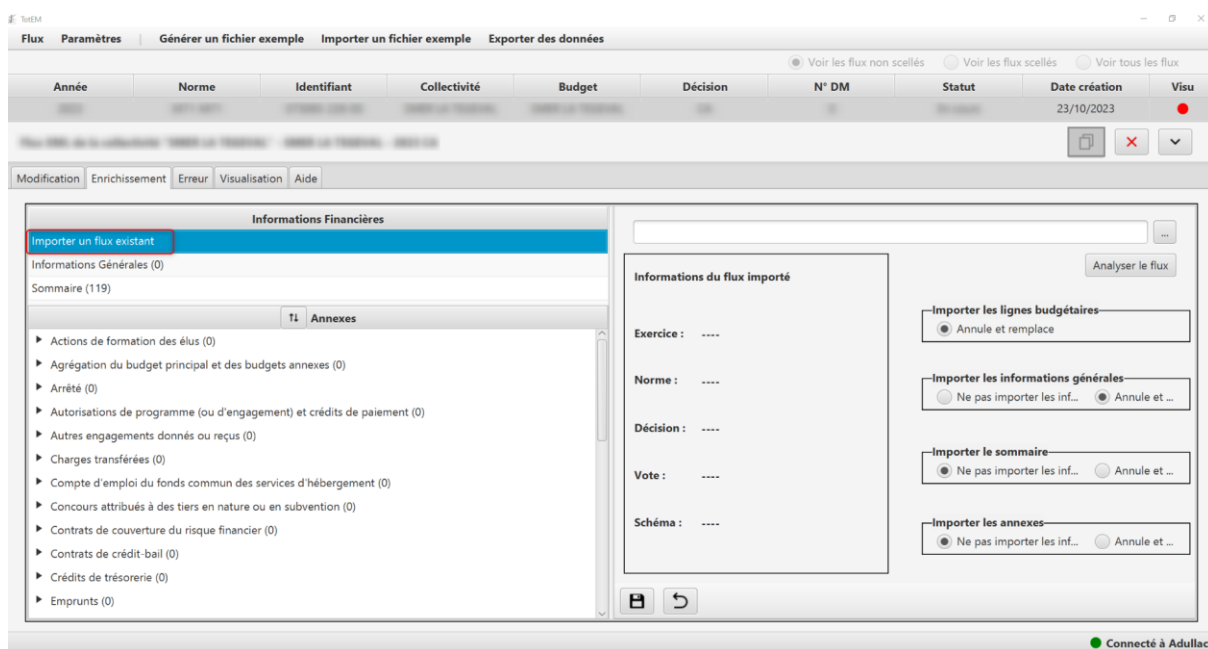 TotEM
Flux Paramètres Générer un fichier exemple Importer un fichier exemple Exporter des données
Voir les flux non scellés Voir les flux scellés Voir tous les flux
Année Norme Identifiant Collectivité Budget Décision N° DM Statut Date création Visu
23/10/2023
Modification Enrichissement Erreur Visualisation Aide
Informations Financières
Importer un flux existant
Informations Générales (0)
Sommaire (119)
Annexes
Actions de formation des élus (0)
Agrégation du budget principal et des budgets annexes (0)
Arrêté (0)
Autorisations de programme (ou d'engagement) et crédits de paiement (0)
Autres engagements donnés ou reçus (0)
Charges transférées (0)
Compte d'emploi du fonds commun des services d'hébergement (0)
Concours attribués à des tiers en nature ou en subvention (0)
Contrats de couverture du risque financier (0)
Contrats de crédit-bail (0)
Crédits de trésorerie (0)
Emprunts (0)
...
Analyser le flux
Informations du flux importé
Exercice : ----
Norme : ----
Décision : ----
Vote : ----
Schéma : ----
Importer les lignes budgétaires
Annule et remplace
Importer les informations générales
Ne pas importer les inf... Annule et ...
Importer le sommaire
Ne pas importer les inf... Annule et ...
Importer les annexes
Ne pas importer les inf... Annule et ...
Connecté à Adullac